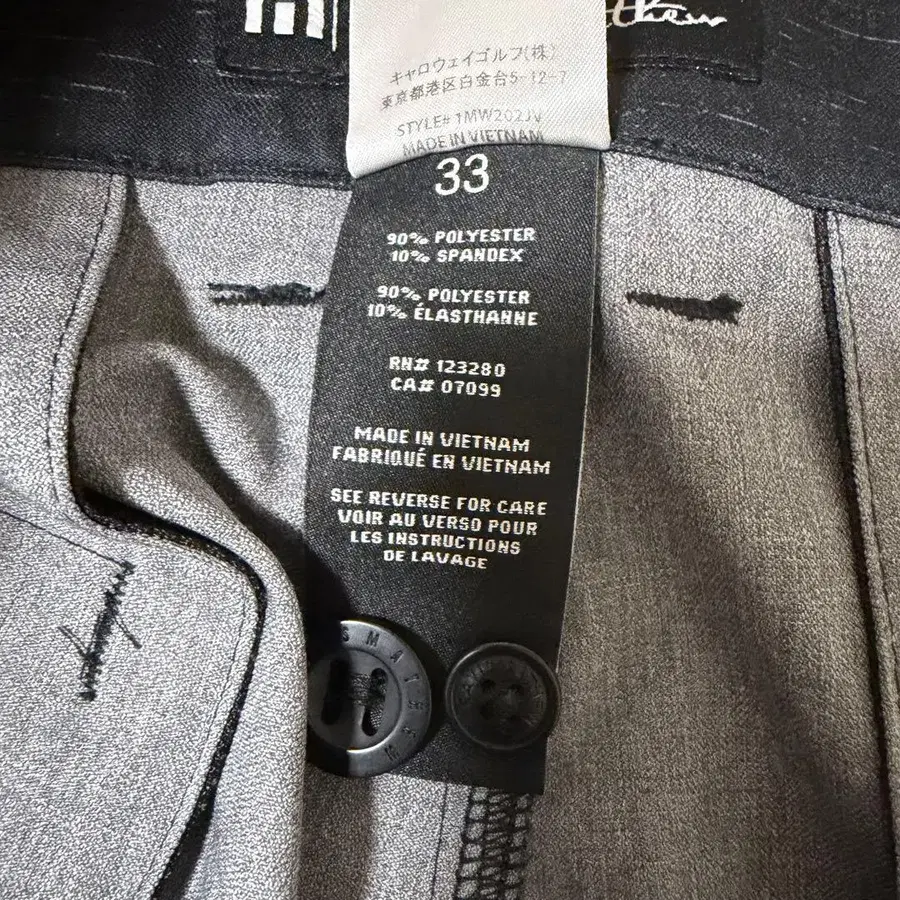 キャロウェイゴルフ(株)
東京都港区白金台5-12-7
STYLE# 1MW202JV
MADE IN VIETNAM
33
90% POLYESTER
10% SPANDEX
90% POLYESTER
10% ÉLASTHANNE
RN# 123280
CA# 07099
MADE IN VIETNAM
FABRIQUÉ EN VIETNAM
SEE REVERSE FOR CARE
VOIR AU VERSO POUR
LES INSTRUCTIONS
DE LAVAGE